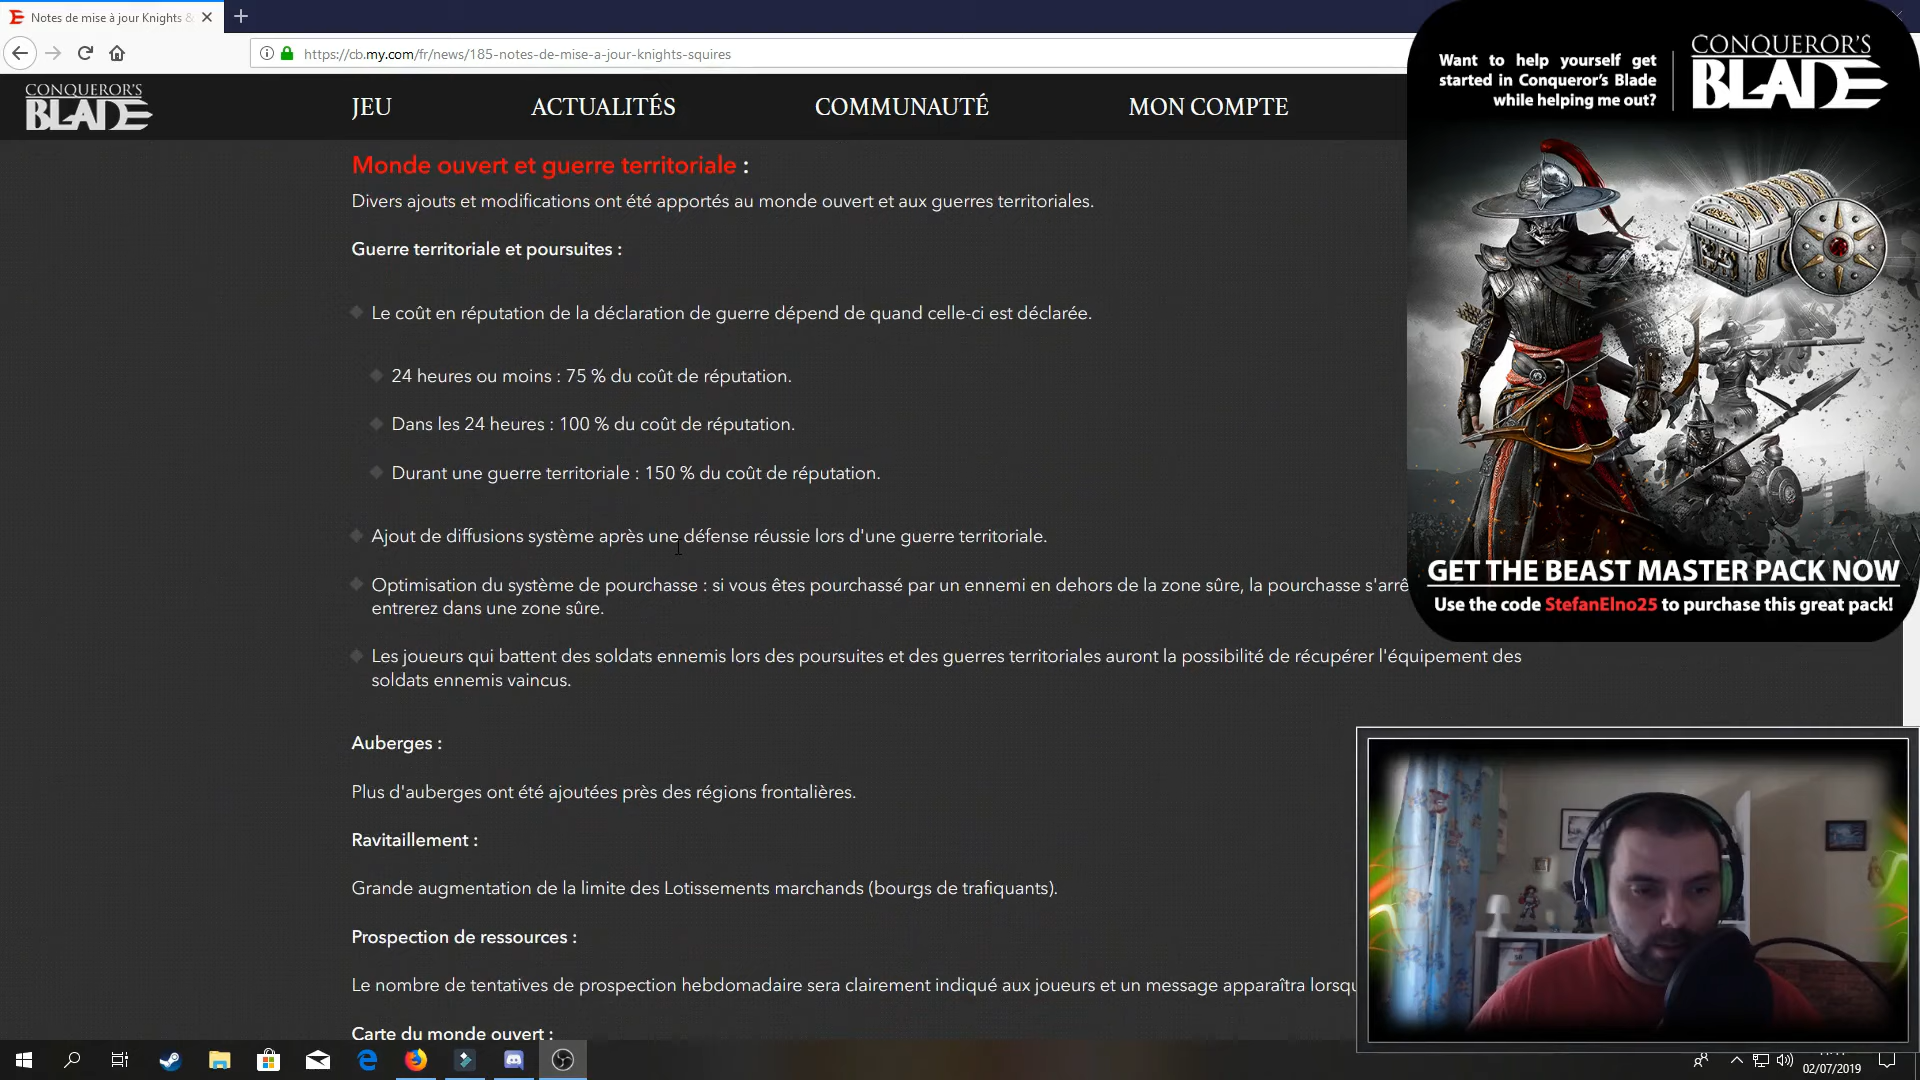 Notes de mise à jour Knights &
https://cb.my.com/fr/news/185-notes-de-mise-a-jour-knights-squires
CONQUEROR'S
BLADE
JEU
ACTUALITÉS
COMMUNAUTÉ
MON COMPTE
Monde ouvert et guerre territoriale :
Divers ajouts et modifications ont été apportés au monde ouvert et aux guerres territoriales.
Guerre territoriale et poursuites :
Le coût en réputation de la déclaration de guerre dépend de quand celle-ci est déclarée.
24 heures ou moins : 75 % du coût de réputation.
Dans les 24 heures : 100 % du coût de réputation.
Durant une guerre territoriale : 150 % du coût de réputation.
Ajout de diffusions système après une défense réussie lors d'une guerre territoriale.
Optimisation du système de pourchasse : si vous êtes pourchassé par un ennemi en dehors de la zone sûre, la pourchasse s'arrê
entrerez dans une zone sûre.
Les joueurs qui battent des soldats ennemis lors des poursuites et des guerres territoriales auront la possibilité de récupérer l'équipement des
soldats ennemis vaincus.
Auberges :
Plus d'auberges ont été ajoutées près des régions frontalières.
Ravitaillement :
Grande augmentation de la limite des Lotissements marchands (bourgs de trafiquants).
Prospection de ressources :
Le nombre de tentatives de prospection hebdomadaire sera clairement indiqué aux joueurs et un message apparaîtra lorsqu
Carte du monde ouvert :
Want to help yourself get
started in Conqueror's Blade
while helping me out?
CONQUEROR'S
BLADE
GET THE BEAST MASTER PACK NOW
Use the code StefanElno25 to purchase this great pack!
02/07/2019